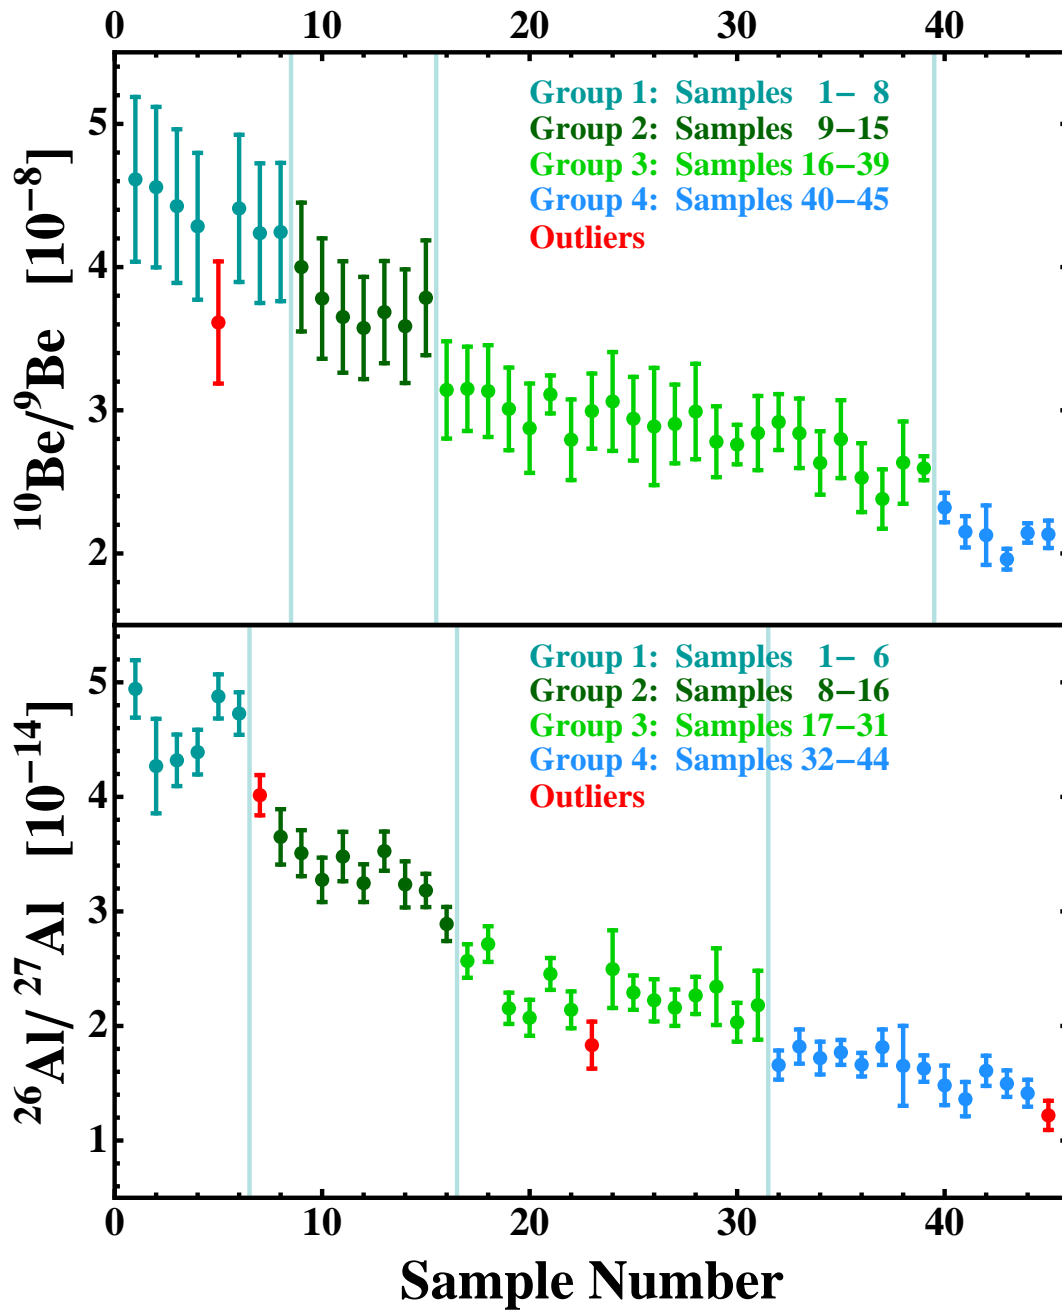 0 10 20 30 40
Group 1: Samples 1− 8
Group 2: Samples 9−15
Group 3: Samples 16−39
Group 4: Samples 40−45
Outliers
5
4
3
2
¹⁰Be/⁹Be [10⁻⁸]
Group 1: Samples 1− 6
Group 2: Samples 8−16
Group 3: Samples 17−31
Group 4: Samples 32−44
Outliers
5
4
3
2
1
²⁶Al/ ²⁷Al [10⁻¹⁴]
0 10 20 30 40
Sample Number